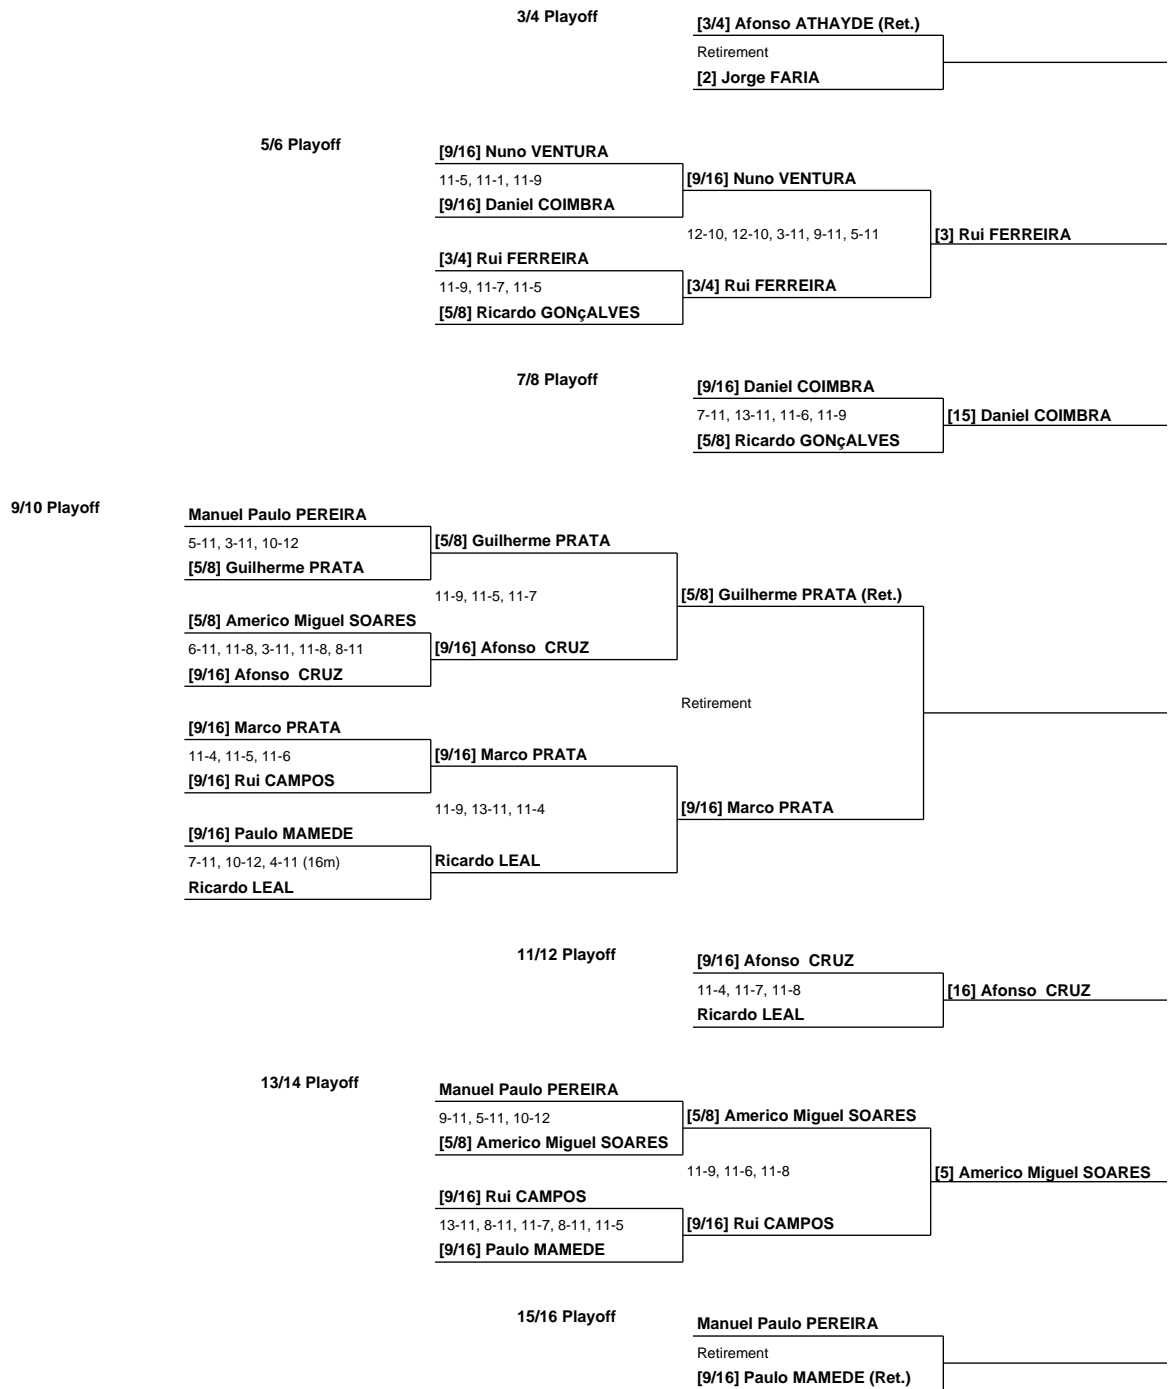 3/4 Playoff
[3/4] Afonso ATHAYDE (Ret.)
Retirement
[2] Jorge FARIA
5/6 Playoff
[9/16] Nuno VENTURA
11-5, 11-1, 11-9
[9/16] Daniel COIMBRA
[9/16] Nuno VENTURA
12-10, 12-10, 3-11, 9-11, 5-11
[3] Rui FERREIRA
[3/4] Rui FERREIRA
11-9, 11-7, 11-5
[5/8] Ricardo GONçALVES
[3/4] Rui FERREIRA
7/8 Playoff
[9/16] Daniel COIMBRA
7-11, 13-11, 11-6, 11-9
[5/8] Ricardo GONçALVES
[15] Daniel COIMBRA
9/10 Playoff
Manuel Paulo PEREIRA
5-11, 3-11, 10-12
[5/8] Guilherme PRATA
[5/8] Guilherme PRATA
11-9, 11-5, 11-7
[5/8] Guilherme PRATA (Ret.)
[5/8] Americo Miguel SOARES
6-11, 11-8, 3-11, 11-8, 8-11
[9/16] Afonso  CRUZ
[9/16] Afonso  CRUZ
Retirement
[9/16] Marco PRATA
11-4, 11-5, 11-6
[9/16] Rui CAMPOS
[9/16] Marco PRATA
11-9, 13-11, 11-4
[9/16] Marco PRATA
[9/16] Paulo MAMEDE
7-11, 10-12, 4-11 (16m)
Ricardo LEAL
Ricardo LEAL
11/12 Playoff
[9/16] Afonso  CRUZ
11-4, 11-7, 11-8
Ricardo LEAL
[16] Afonso  CRUZ
13/14 Playoff
Manuel Paulo PEREIRA
9-11, 5-11, 10-12
[5/8] Americo Miguel SOARES
[5/8] Americo Miguel SOARES
11-9, 11-6, 11-8
[5] Americo Miguel SOARES
[9/16] Rui CAMPOS
13-11, 8-11, 11-7, 8-11, 11-5
[9/16] Paulo MAMEDE
[9/16] Rui CAMPOS
15/16 Playoff
Manuel Paulo PEREIRA
Retirement
[9/16] Paulo MAMEDE (Ret.)